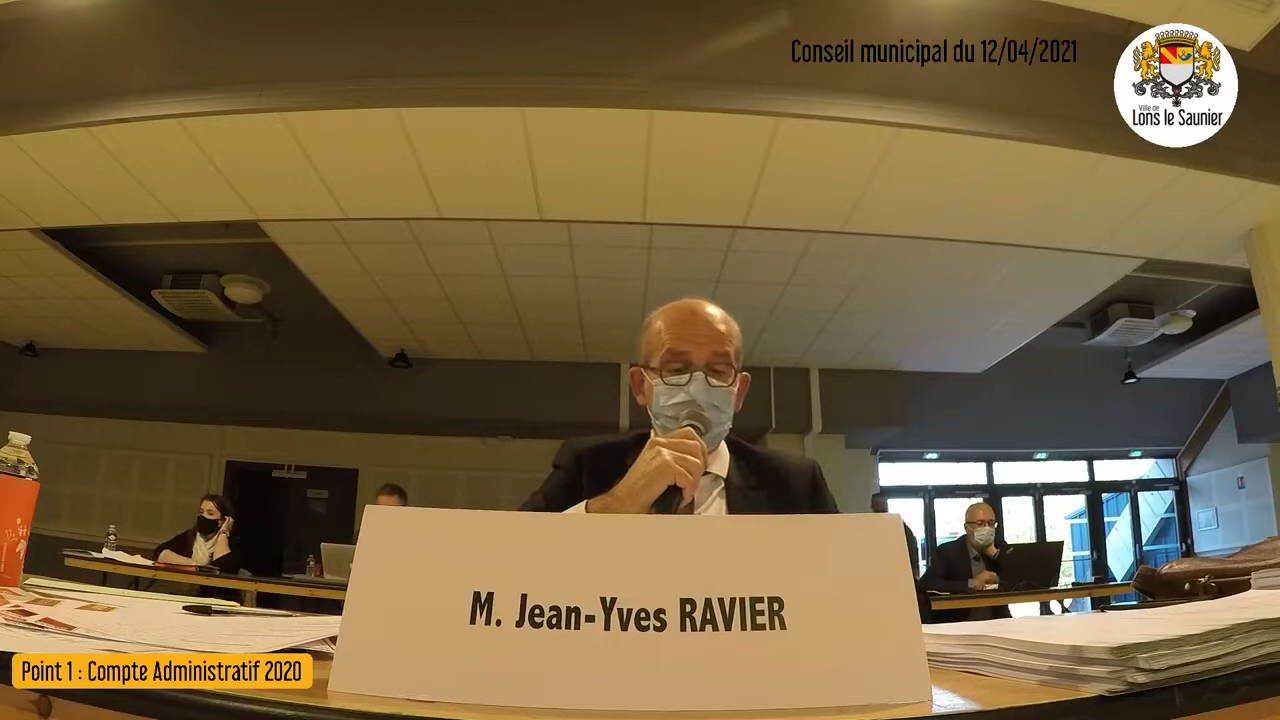 Conseil municipal du 12/04/2021
Ville de
Lons le Saunier
M. Jean-Yves RAVIER
Point 1 : Compte Administratif 2020